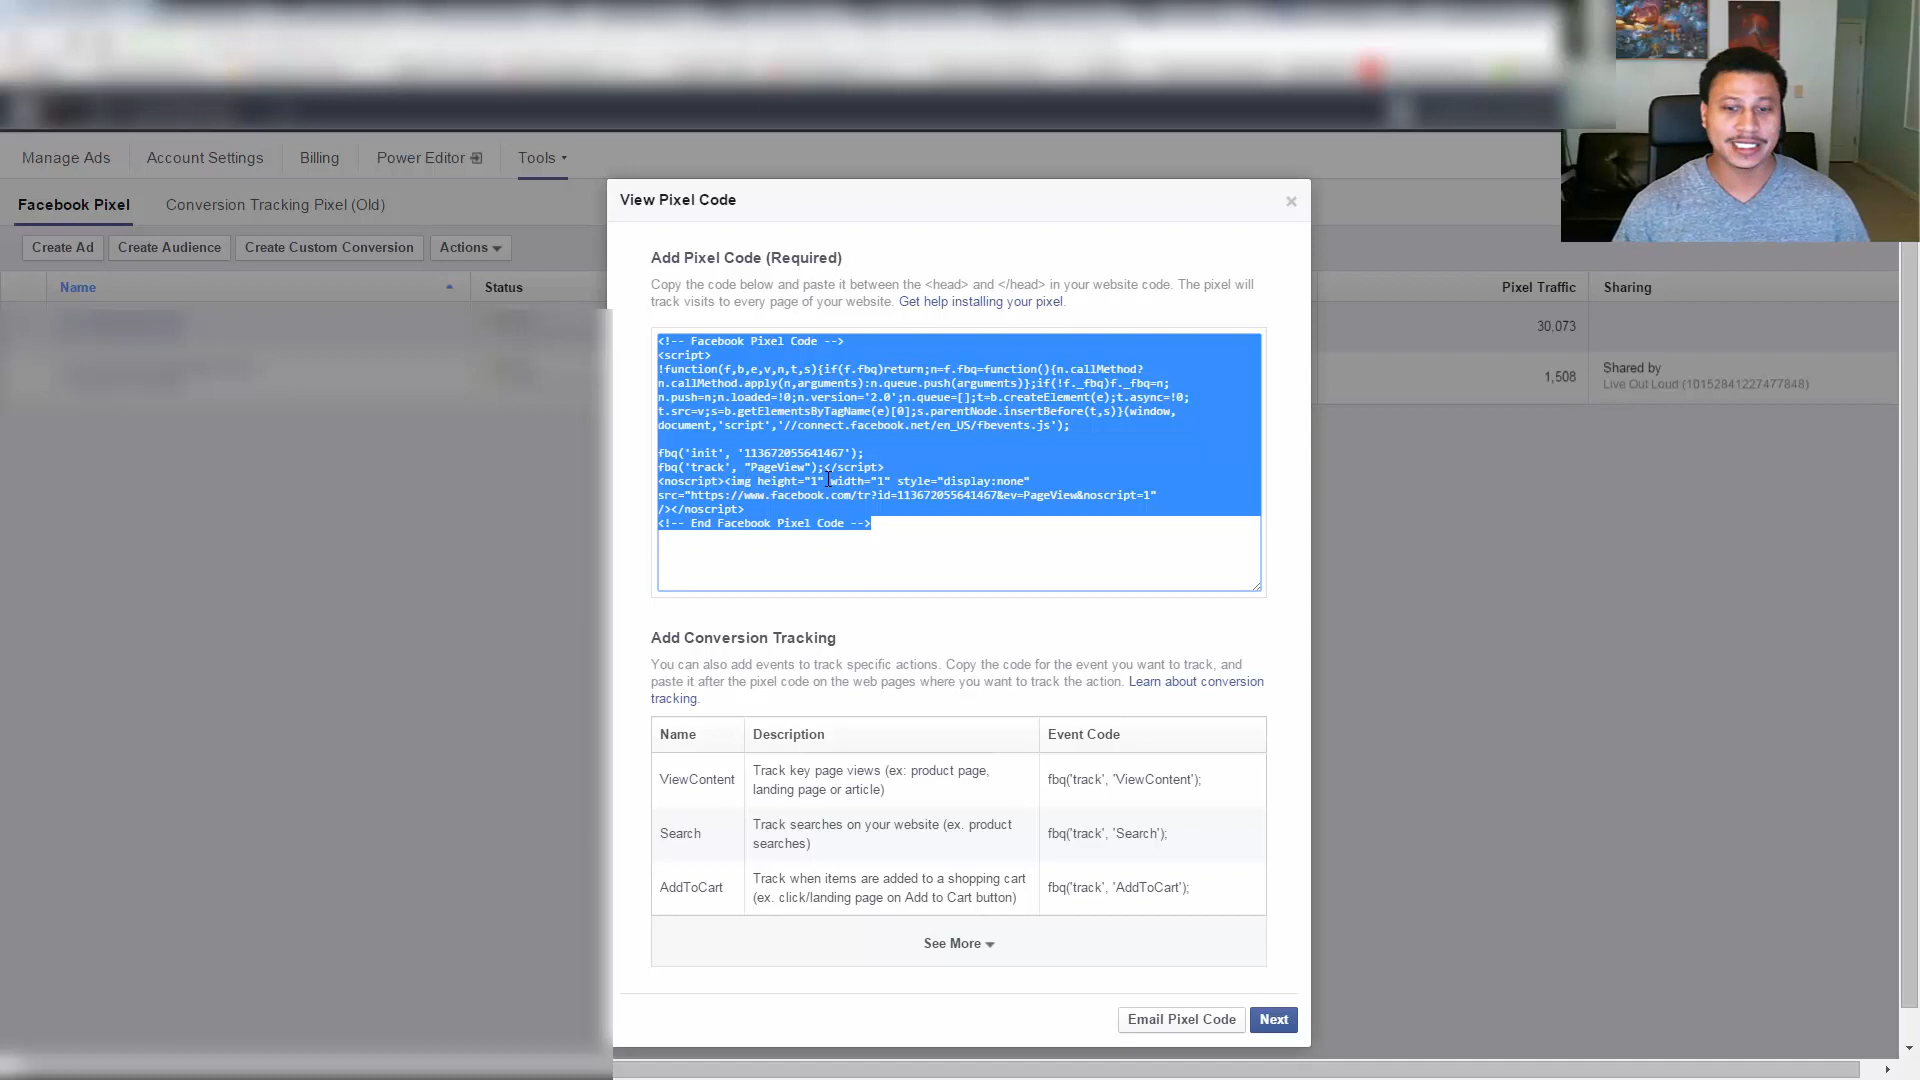 Manage Ads
Account Settings
Billing
Power Editor
Tools
Facebook Pixel
Conversion Tracking Pixel (Old)
Create Ad
Create Audience
Create Custom Conversion
Actions
Name
Status
Pixel Traffic
Sharing
30,073
1,508
Shared by
Live Out Loud (10152841227477848)
View Pixel Code
×
Add Pixel Code (Required)
Copy the code below and paste it between the <head> and </head> in your website code. The pixel will
track visits to every page of your website. Get help installing your pixel.
<!-- Facebook Pixel Code -->
<script>
!function(f,b,e,v,n,t,s){if(f.fbq)return;n=f.fbq=function(){n.callMethod?
n.callMethod.apply(n,arguments):n.queue.push(arguments)};if(!f._fbq)f._fbq=n;
n.push=n;n.loaded=!0;n.version='2.0';n.queue=[];t=b.createElement(e);t.async=!0;
t.src=v;s=b.getElementsByTagName(e)[0];s.parentNode.insertBefore(t,s)}(window,
document,'script','//connect.facebook.net/en_US/fbevents.js');
fbq('init', '113672055641467');
fbq('track', "PageView");</script>
<noscript><img height="1" width="1" style="display:none"
src="https://www.facebook.com/tr?id=113672055641467&ev=PageView&noscript=1"
/></noscript>
<!-- End Facebook Pixel Code -->
Add Conversion Tracking
You can also add events to track specific actions. Copy the code for the event you want to track, and
paste it after the pixel code on the web pages where you want to track the action. Learn about conversion
tracking.
Name
Description
Event Code
ViewContent
Track key page views (ex: product page,
landing page or article)
fbq('track', 'ViewContent');
Search
Track searches on your website (ex. product
searches)
fbq('track', 'Search');
AddToCart
Track when items are added to a shopping cart
(ex. click/landing page on Add to Cart button)
fbq('track', 'AddToCart');
See More
Email Pixel Code
Next